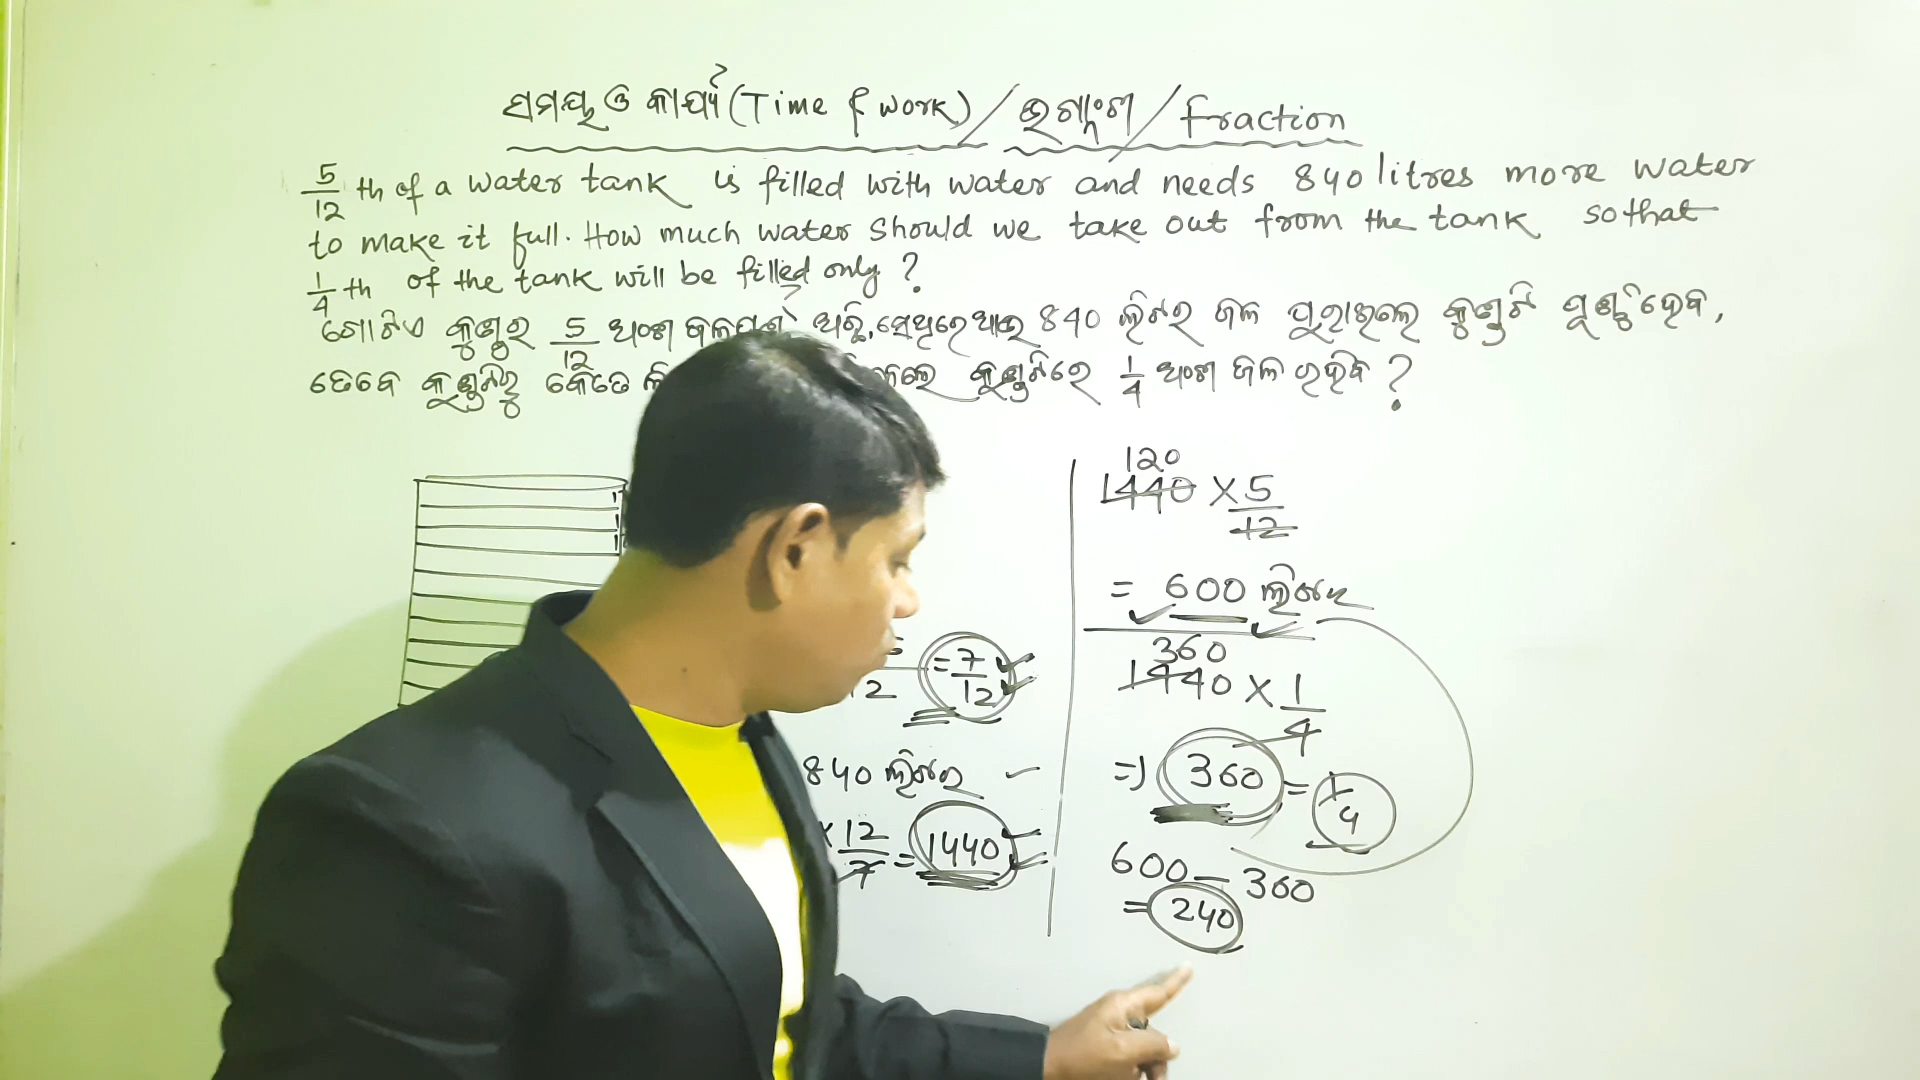 ସମୟ ଓ କାର୍ଯ୍ୟ (Time & work) / ଭଗ୍ନାଂଶ / fraction
5/12 th of a water tank is filled with water and needs 840 litres more water
to make it full. How much water should we take out from the tank so that
1/4 th of the tank will be filled only ?
ଗୋଟିଏ କୁଣ୍ଡର 5/12 ଅଂଶ ଜଳପୂର୍ଣ୍ଣ ଅଛି, ସେଥିରେ ଆଉ 840 ଲିଟର ଜଳ ପୁରାଇଲେ କୁଣ୍ଡଟି ପୂର୍ଣ୍ଣ ହେବ,
ତେବେ କୁଣ୍ଡଟିରୁ କେତେ କୁଣ୍ଡଟିରେ 1/4 ଅଂଶ ଜଳ ରହିବ ?
= 7/12
840 ଲିଟର
× 12/7 = 1440
120
1440 × 5/12
= 600 ଲିଟର
360
1440 × 1/4
=> 360 = 1/4
600 — 360
= 240